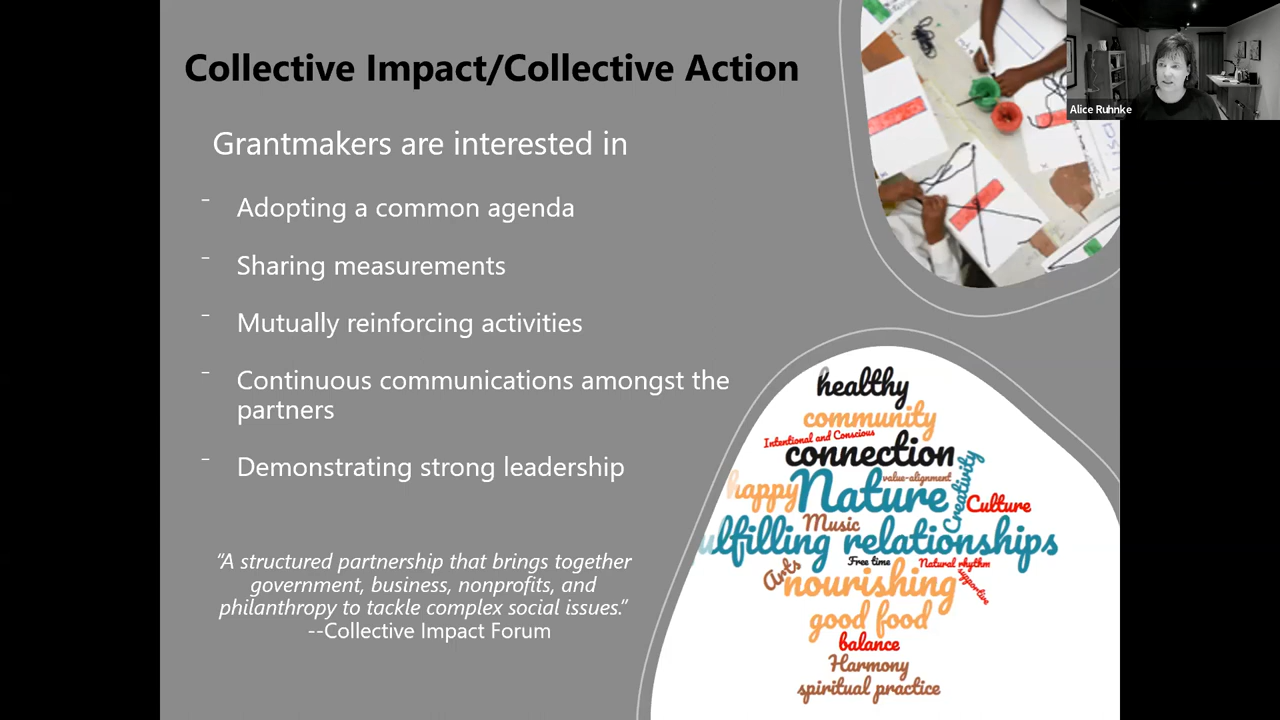 Collective Impact/Collective Action
Alice Ruhnke
Grantmakers are interested in
- Adopting a common agenda
- Sharing measurements
- Mutually reinforcing activities
- Continuous communications amongst the
partners
- Demonstrating strong leadership
"A structured partnership that brings together
government, business, nonprofits, and
philanthropy to tackle complex social issues."
--Collective Impact Forum
healthy
community
Intentional and Conscious
connection
value-alignment
happy
Nature
Creativity
Culture
Music
ulfilling relationships
Free time
Natural rhythm
Arts
nourishing
supportive
good food
balance
Harmony
spiritual practice